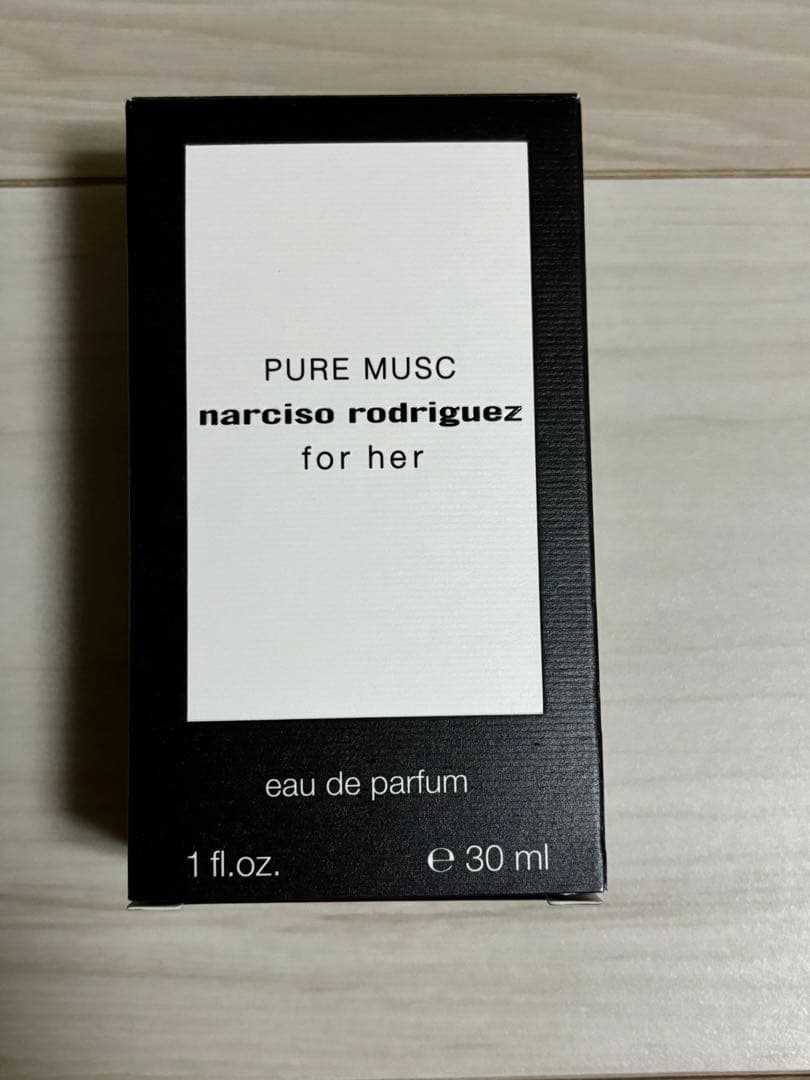 PURE MUSC
narciso rodriguez
for her
eau de parfum
1 fl.oz.
℮ 30 ml